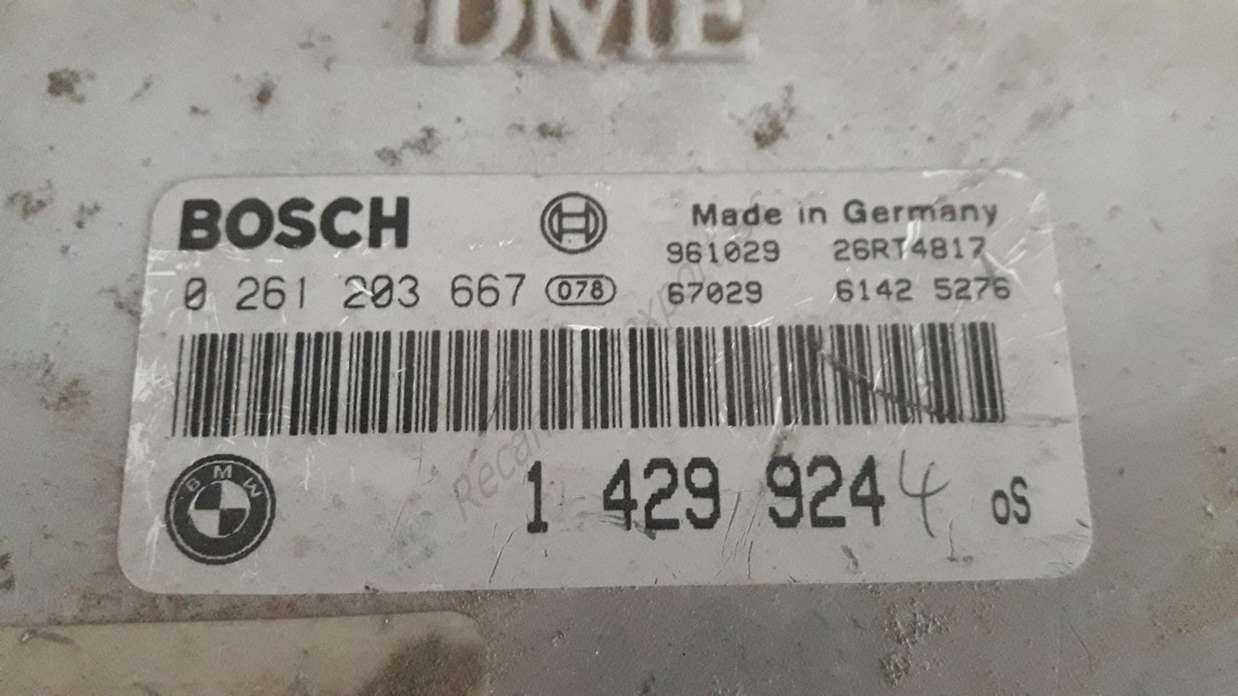 DME
BOSCH
Made in Germany
961029 26RT4817
0 261 203 667 078 67029 6142 5276
BMW
1 429 924 4 oS